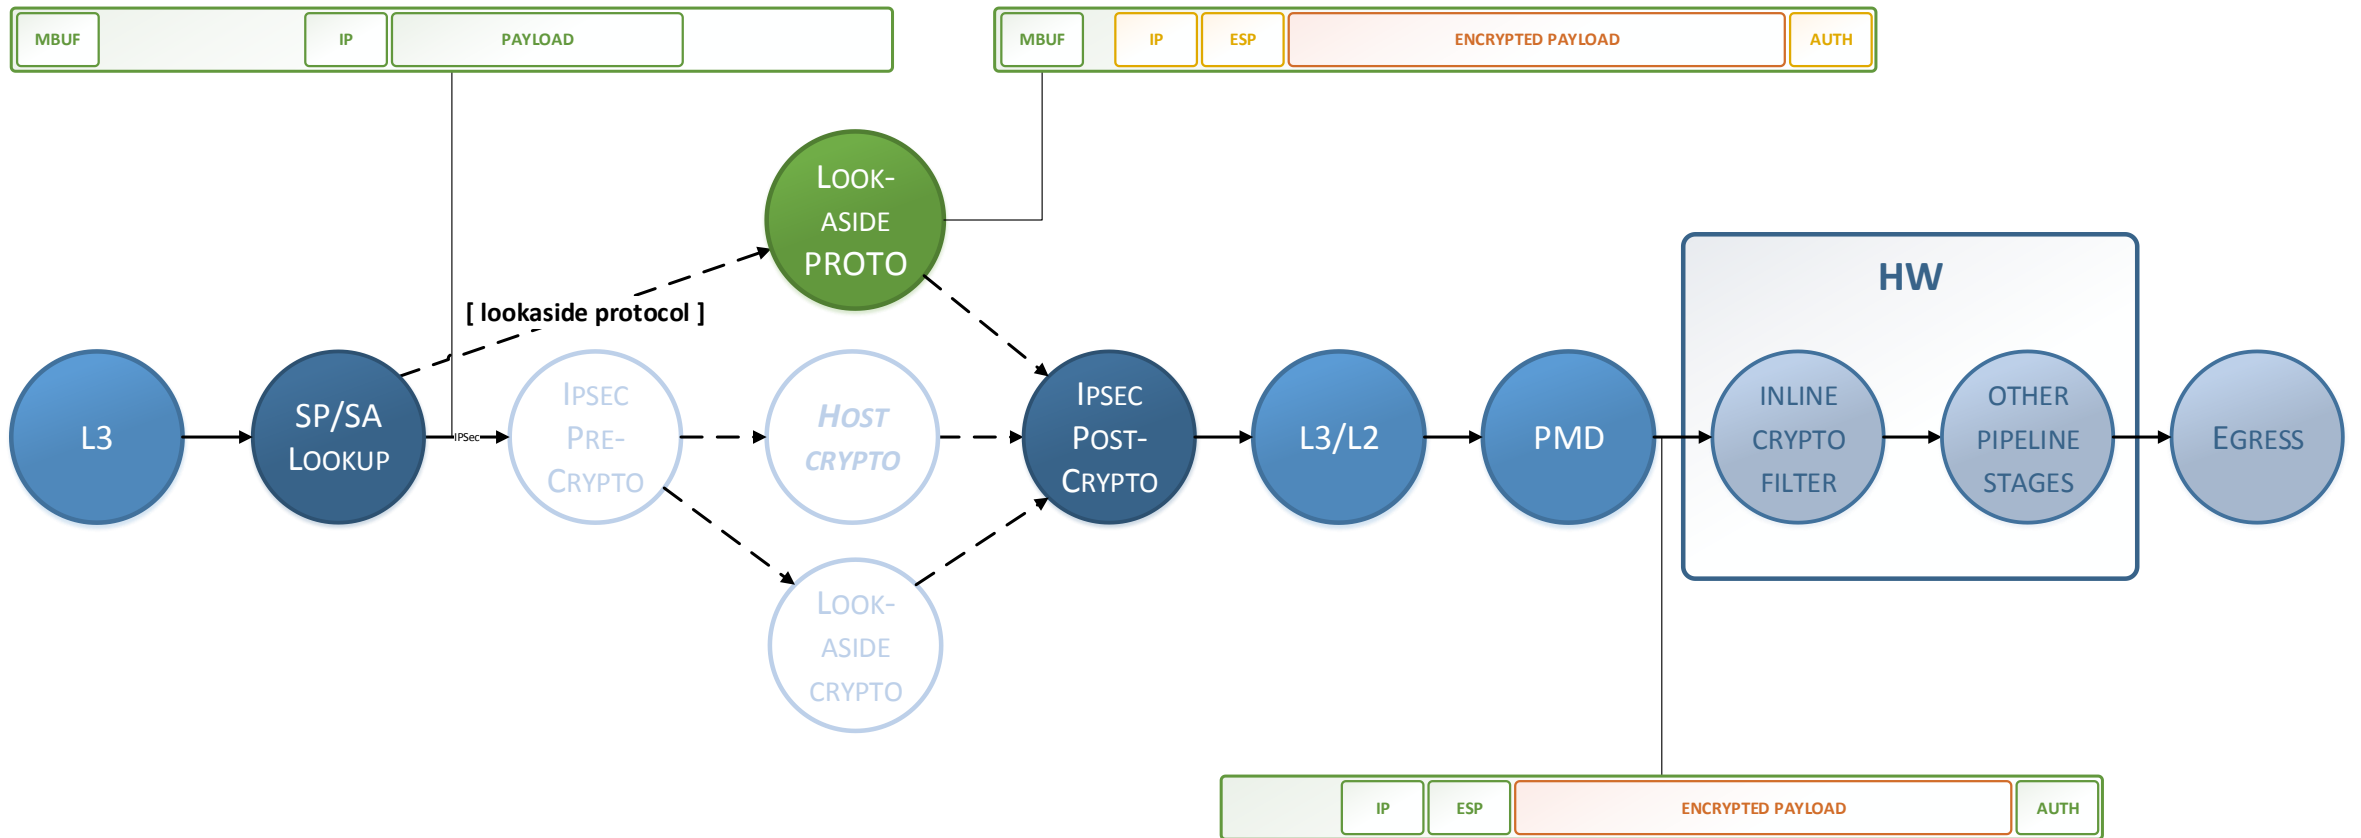 MBUF
IP
PAYLOAD
MBUF
IP
ESP
ENCRYPTED PAYLOAD
AUTH
LOOK-
ASIDE
PROTO
[ lookaside protocol ]
HW
L3
SP/SA
LOOKUP
IPSec
IPSEC
PRE-
CRYPTO
HOST
CRYPTO
IPSEC
POST-
CRYPTO
L3/L2
PMD
INLINE
CRYPTO
FILTER
OTHER
PIPELINE
STAGES
EGRESS
LOOK-
ASIDE
CRYPTO
IP
ESP
ENCRYPTED PAYLOAD
AUTH